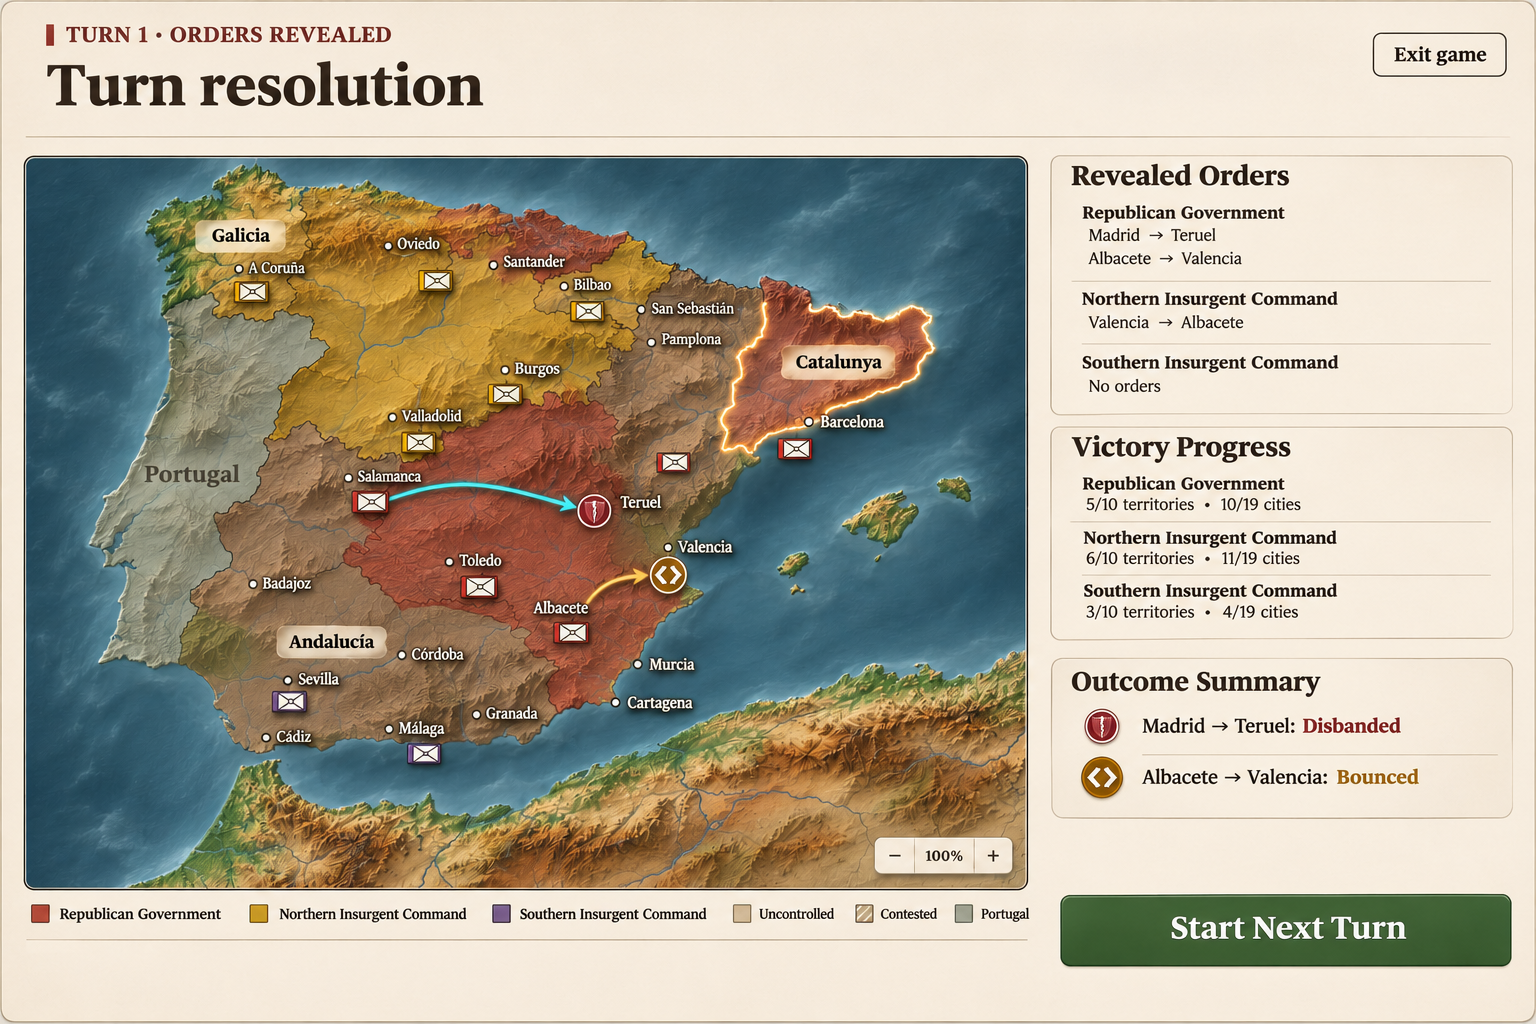 TURN 1 • ORDERS REVEALED
Turn resolution
Exit game
Galicia
A Coruña
Oviedo
Santander
Bilbao
San Sebastián
Pamplona
Burgos
Catalunya
Valladolid
Barcelona
Portugal
Salamanca
Teruel
Valencia
Toledo
Badajoz
Albacete
Andalucía
Córdoba
Murcia
Sevilla
Cartagena
Granada
Málaga
Cádiz
− 100% +
Republican Government
Northern Insurgent Command
Southern Insurgent Command
Uncontrolled
Contested
Portugal
Revealed Orders
Republican Government
Madrid → Teruel
Albacete → Valencia
Northern Insurgent Command
Valencia → Albacete
Southern Insurgent Command
No orders
Victory Progress
Republican Government
5/10 territories • 10/19 cities
Northern Insurgent Command
6/10 territories • 11/19 cities
Southern Insurgent Command
3/10 territories • 4/19 cities
Outcome Summary
Madrid → Teruel: Disbanded
Albacete → Valencia: Bounced
Start Next Turn